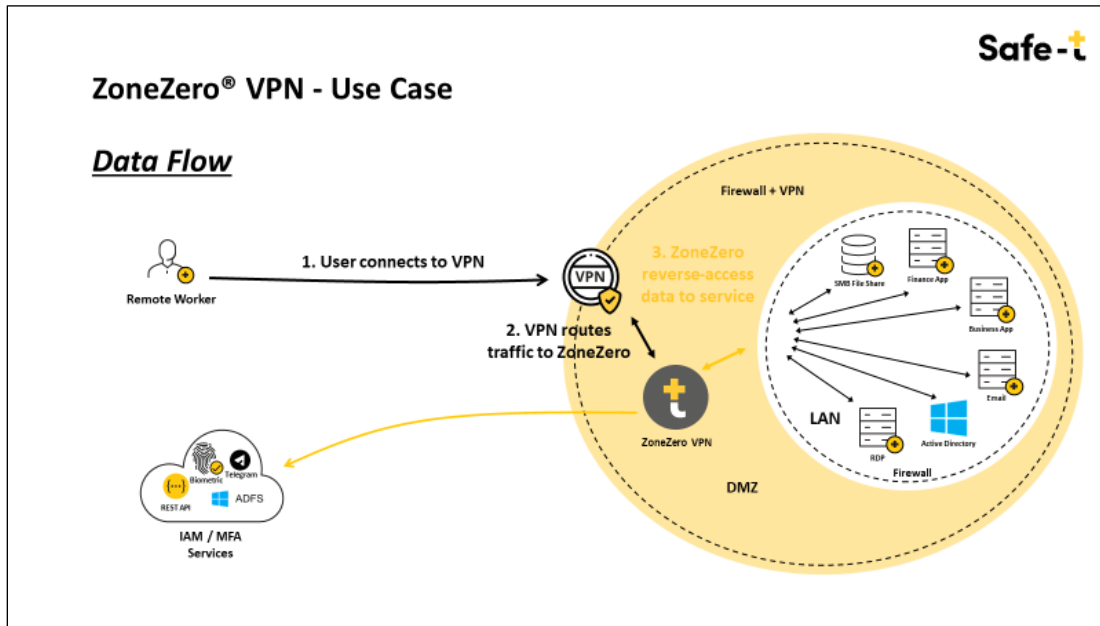 Safe-t
ZoneZero® VPN - Use Case
Data Flow
Firewall + VPN
1. User connects to VPN
Remote Worker
VPN
3. ZoneZero
reverse-access
data to service
SMB File Share
Finance App
Business App
2. VPN routes
traffic to ZoneZero
Email
LAN
Active Directory
RDP
Firewall
t
ZoneZero VPN
DMZ
Biometric
Telegram
{···}
REST API
ADFS
IAM / MFA
Services